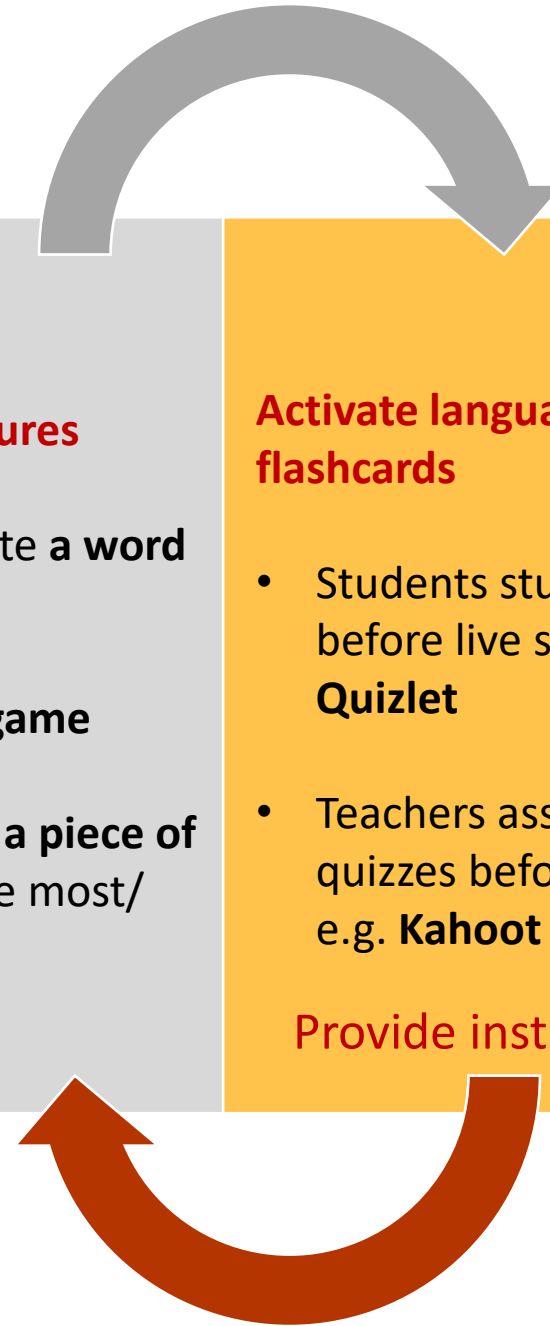 ures
te a word
game
a piece of
e most/
Activate langua
flashcards
• Students stu
before live s
Quizlet
• Teachers ass
quizzes befo
e.g. Kahoot
Provide inst